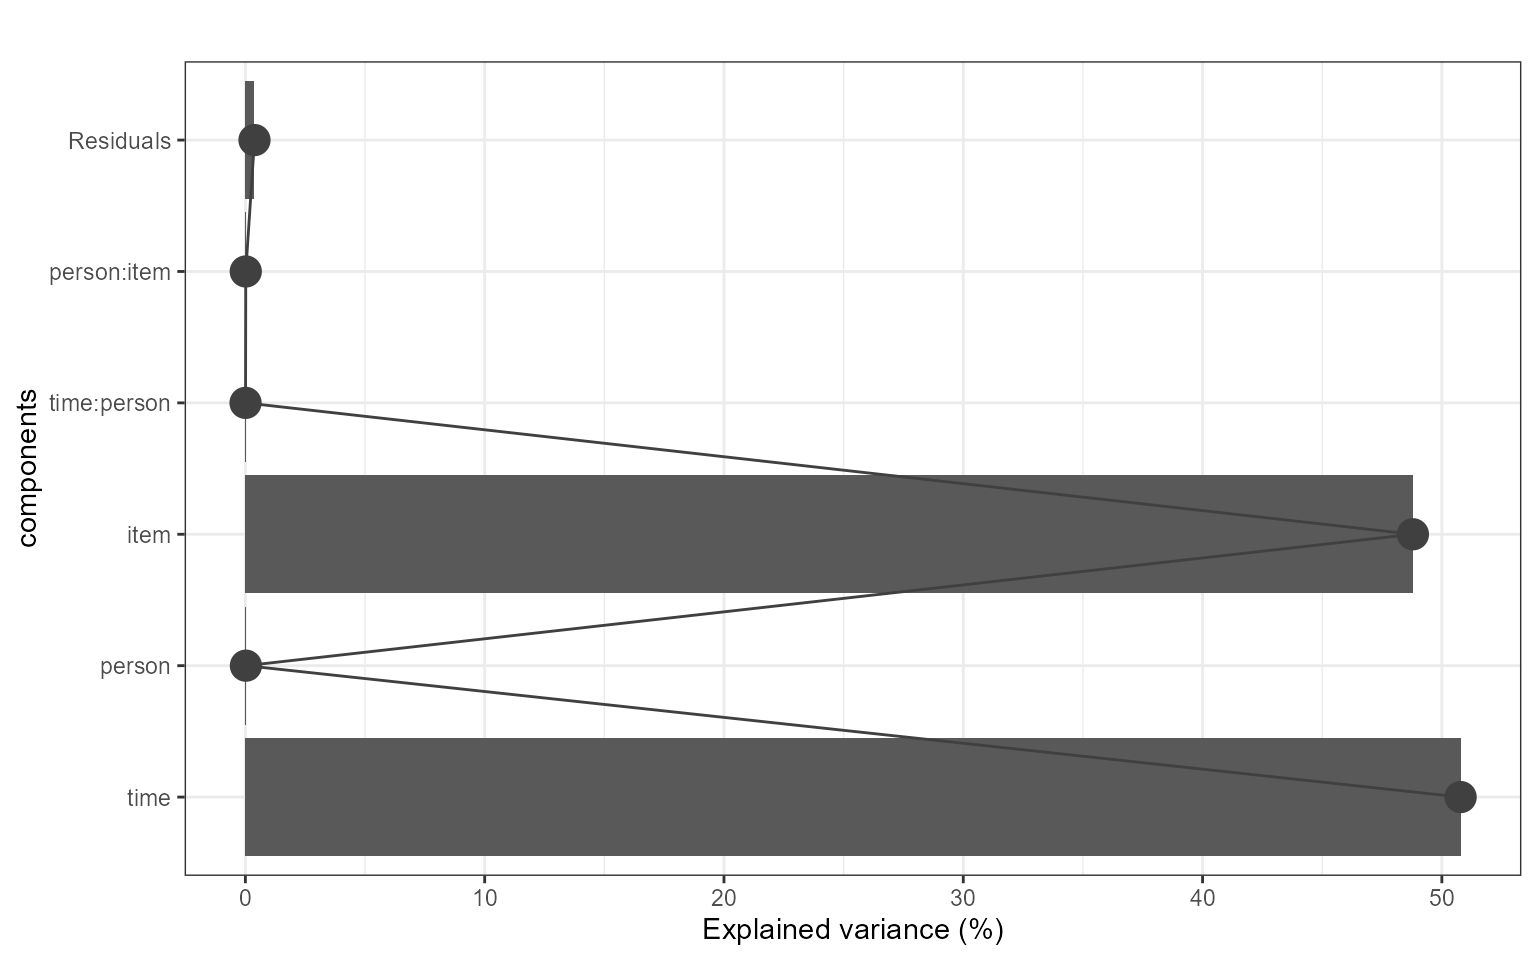 Residuals
person:item
time:person
item
person
time
components
0 10 20 30 40 50
Explained variance (%)